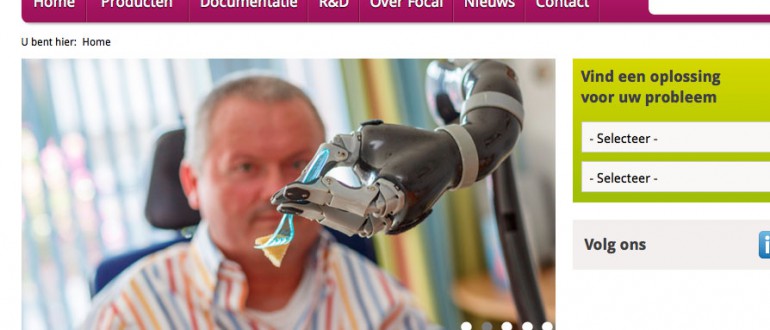 Home Producten Documentatie R&D Over Focal Nieuws Contact
U bent hier: Home
Vind een oplossing
voor uw probleem
- Selecteer -
- Selecteer -
Volg ons